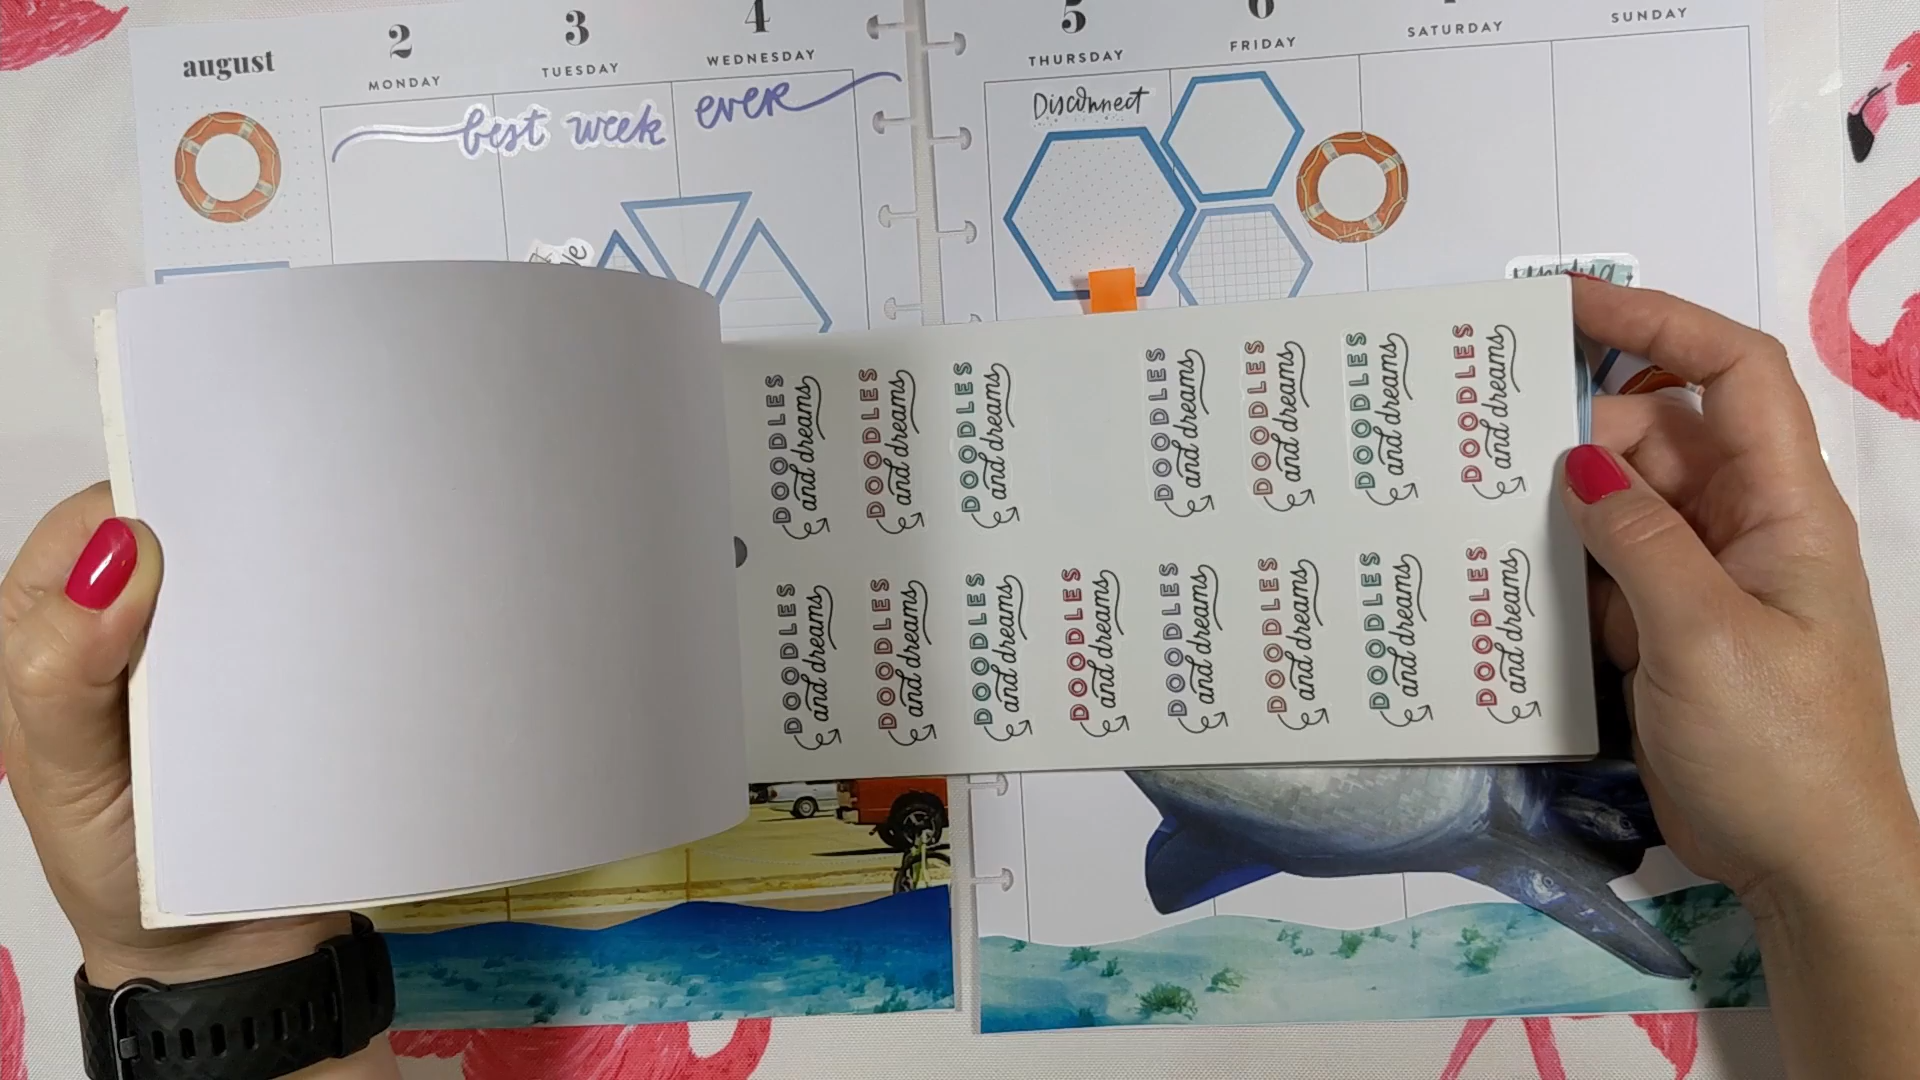 august
2
MONDAY
3
TUESDAY
4
WEDNESDAY
5
THURSDAY
6
FRIDAY
SATURDAY
SUNDAY
best week ever
Disconnect
DOODLES
and dreams
DOODLES
and dreams
DOODLES
and dreams
DOODLES
and dreams
DOODLES
and dreams
DOODLES
and dreams
DOODLES
and dreams
DOODLES
and dreams
DOODLES
and dreams
DOODLES
and dreams
DOODLES
and dreams
DOODLES
and dreams
DOODLES
and dreams
DOODLES
and dreams
DOODLES
and dreams